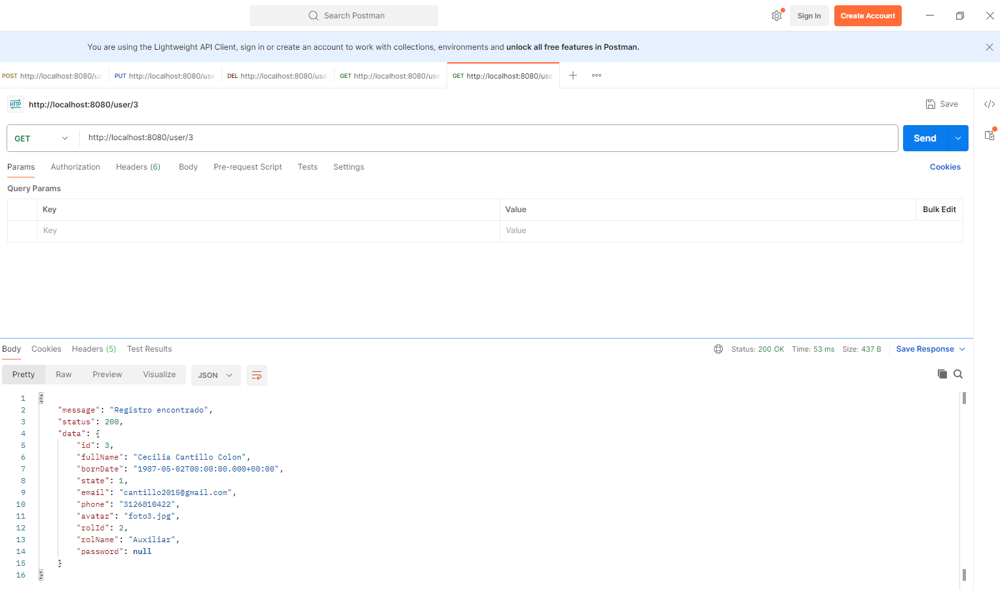 Search Postman
Sign In
Create Account
You are using the Lightweight API Client, sign in or create an account to work with collections, environments and unlock all free features in Postman.
POST http://localhost:8080/us
PUT http://localhost:8080/use
DEL http://localhost:8080/use
GET http://localhost:8080/use
GET http://localhost:8080/use
HTTP http://localhost:8080/user/3
Save
</>
GET http://localhost:8080/user/3
Send
Params Authorization Headers (6) Body Pre-request Script Tests Settings Cookies
Query Params
Key Value Bulk Edit
Key Value
Body Cookies Headers (5) Test Results Status: 200 OK Time: 53 ms Size: 437 B Save Response
Pretty Raw Preview Visualize JSON
1 {
2 "message": "Registro encontrado",
3 "status": 200,
4 "data": {
5 "id": 3,
6 "fullName": "Cecilia Cantillo Colon",
7 "bornDate": "1987-05-02T00:00:00.000+00:00",
8 "state": 1,
9 "email": "cantillo2015@gmail.com",
10 "phone": "3126810422",
11 "avatar": "foto3.jpg",
12 "rolId": 2,
13 "rolName": "Auxiliar",
14 "password": null
15 }
16 }